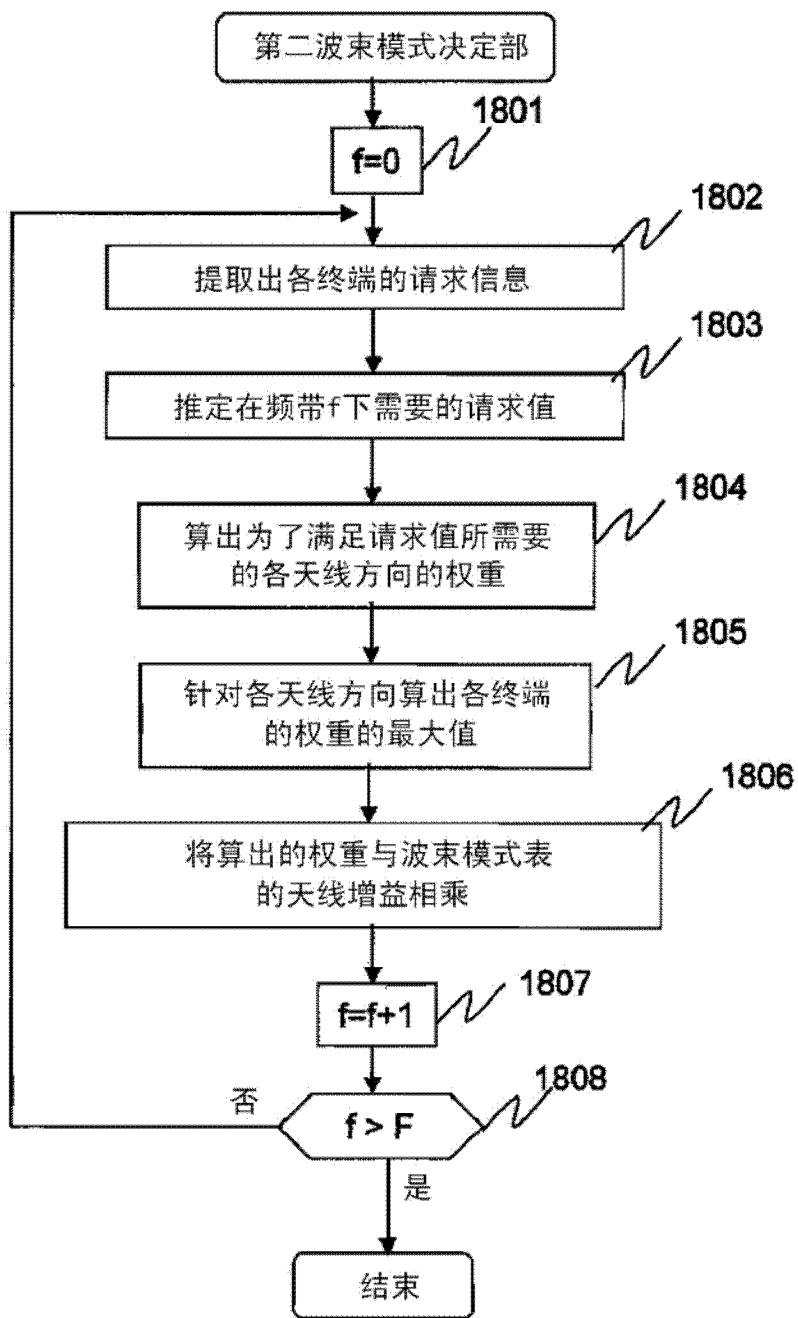 第二波束模式决定部
1801
f=0
1802
提取出各终端的请求信息
1803
推定在频带f下需要的请求值
1804
算出为了满足请求值所需要
的各天线方向的权重
1805
针对各天线方向算出各终端
的权重的最大值
1806
将算出的权重与波束模式表
的天线增益相乘
1807
f=f+1
1808
否
f > F
是
结束